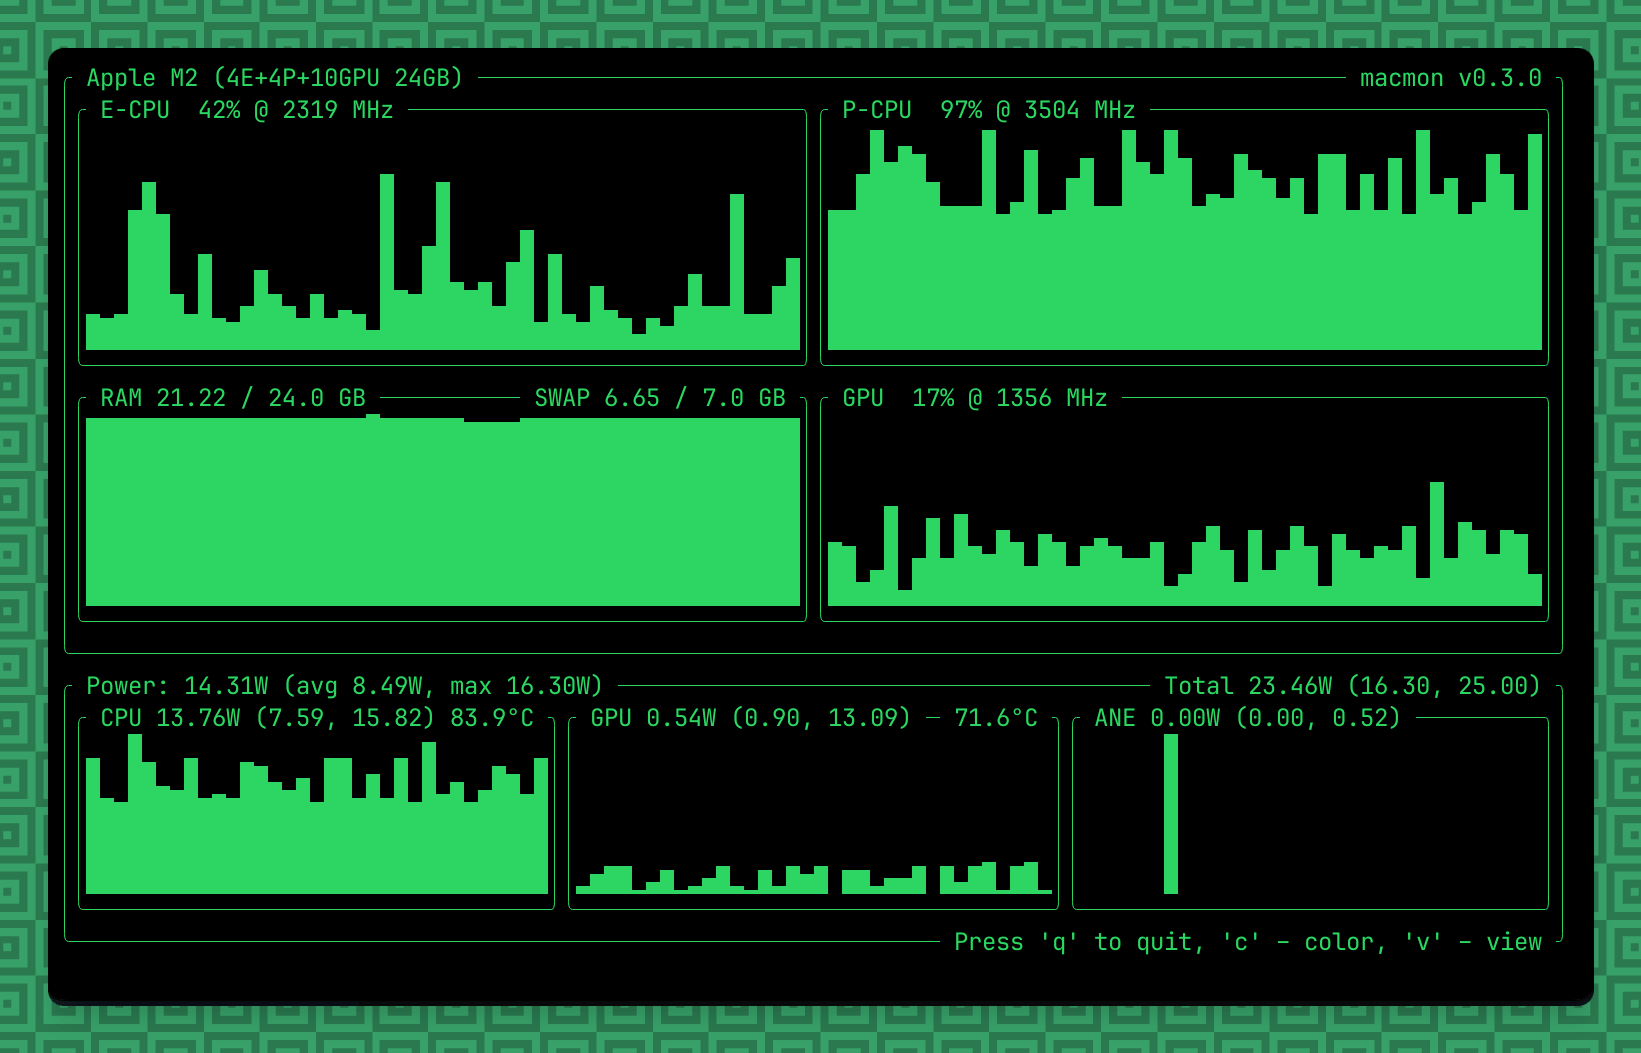 Apple M2 (4E+4P+10GPU 24GB) macmon v0.3.0
E-CPU 42% @ 2319 MHz
P-CPU 97% @ 3504 MHz
RAM 21.22 / 24.0 GB SWAP 6.65 / 7.0 GB
GPU 17% @ 1356 MHz
Power: 14.31W (avg 8.49W, max 16.30W) Total 23.46W (16.30, 25.00)
CPU 13.76W (7.59, 15.82) 83.9°C
GPU 0.54W (0.90, 13.09) 71.6°C
ANE 0.00W (0.00, 0.52)
Press 'q' to quit, 'c' – color, 'v' – view